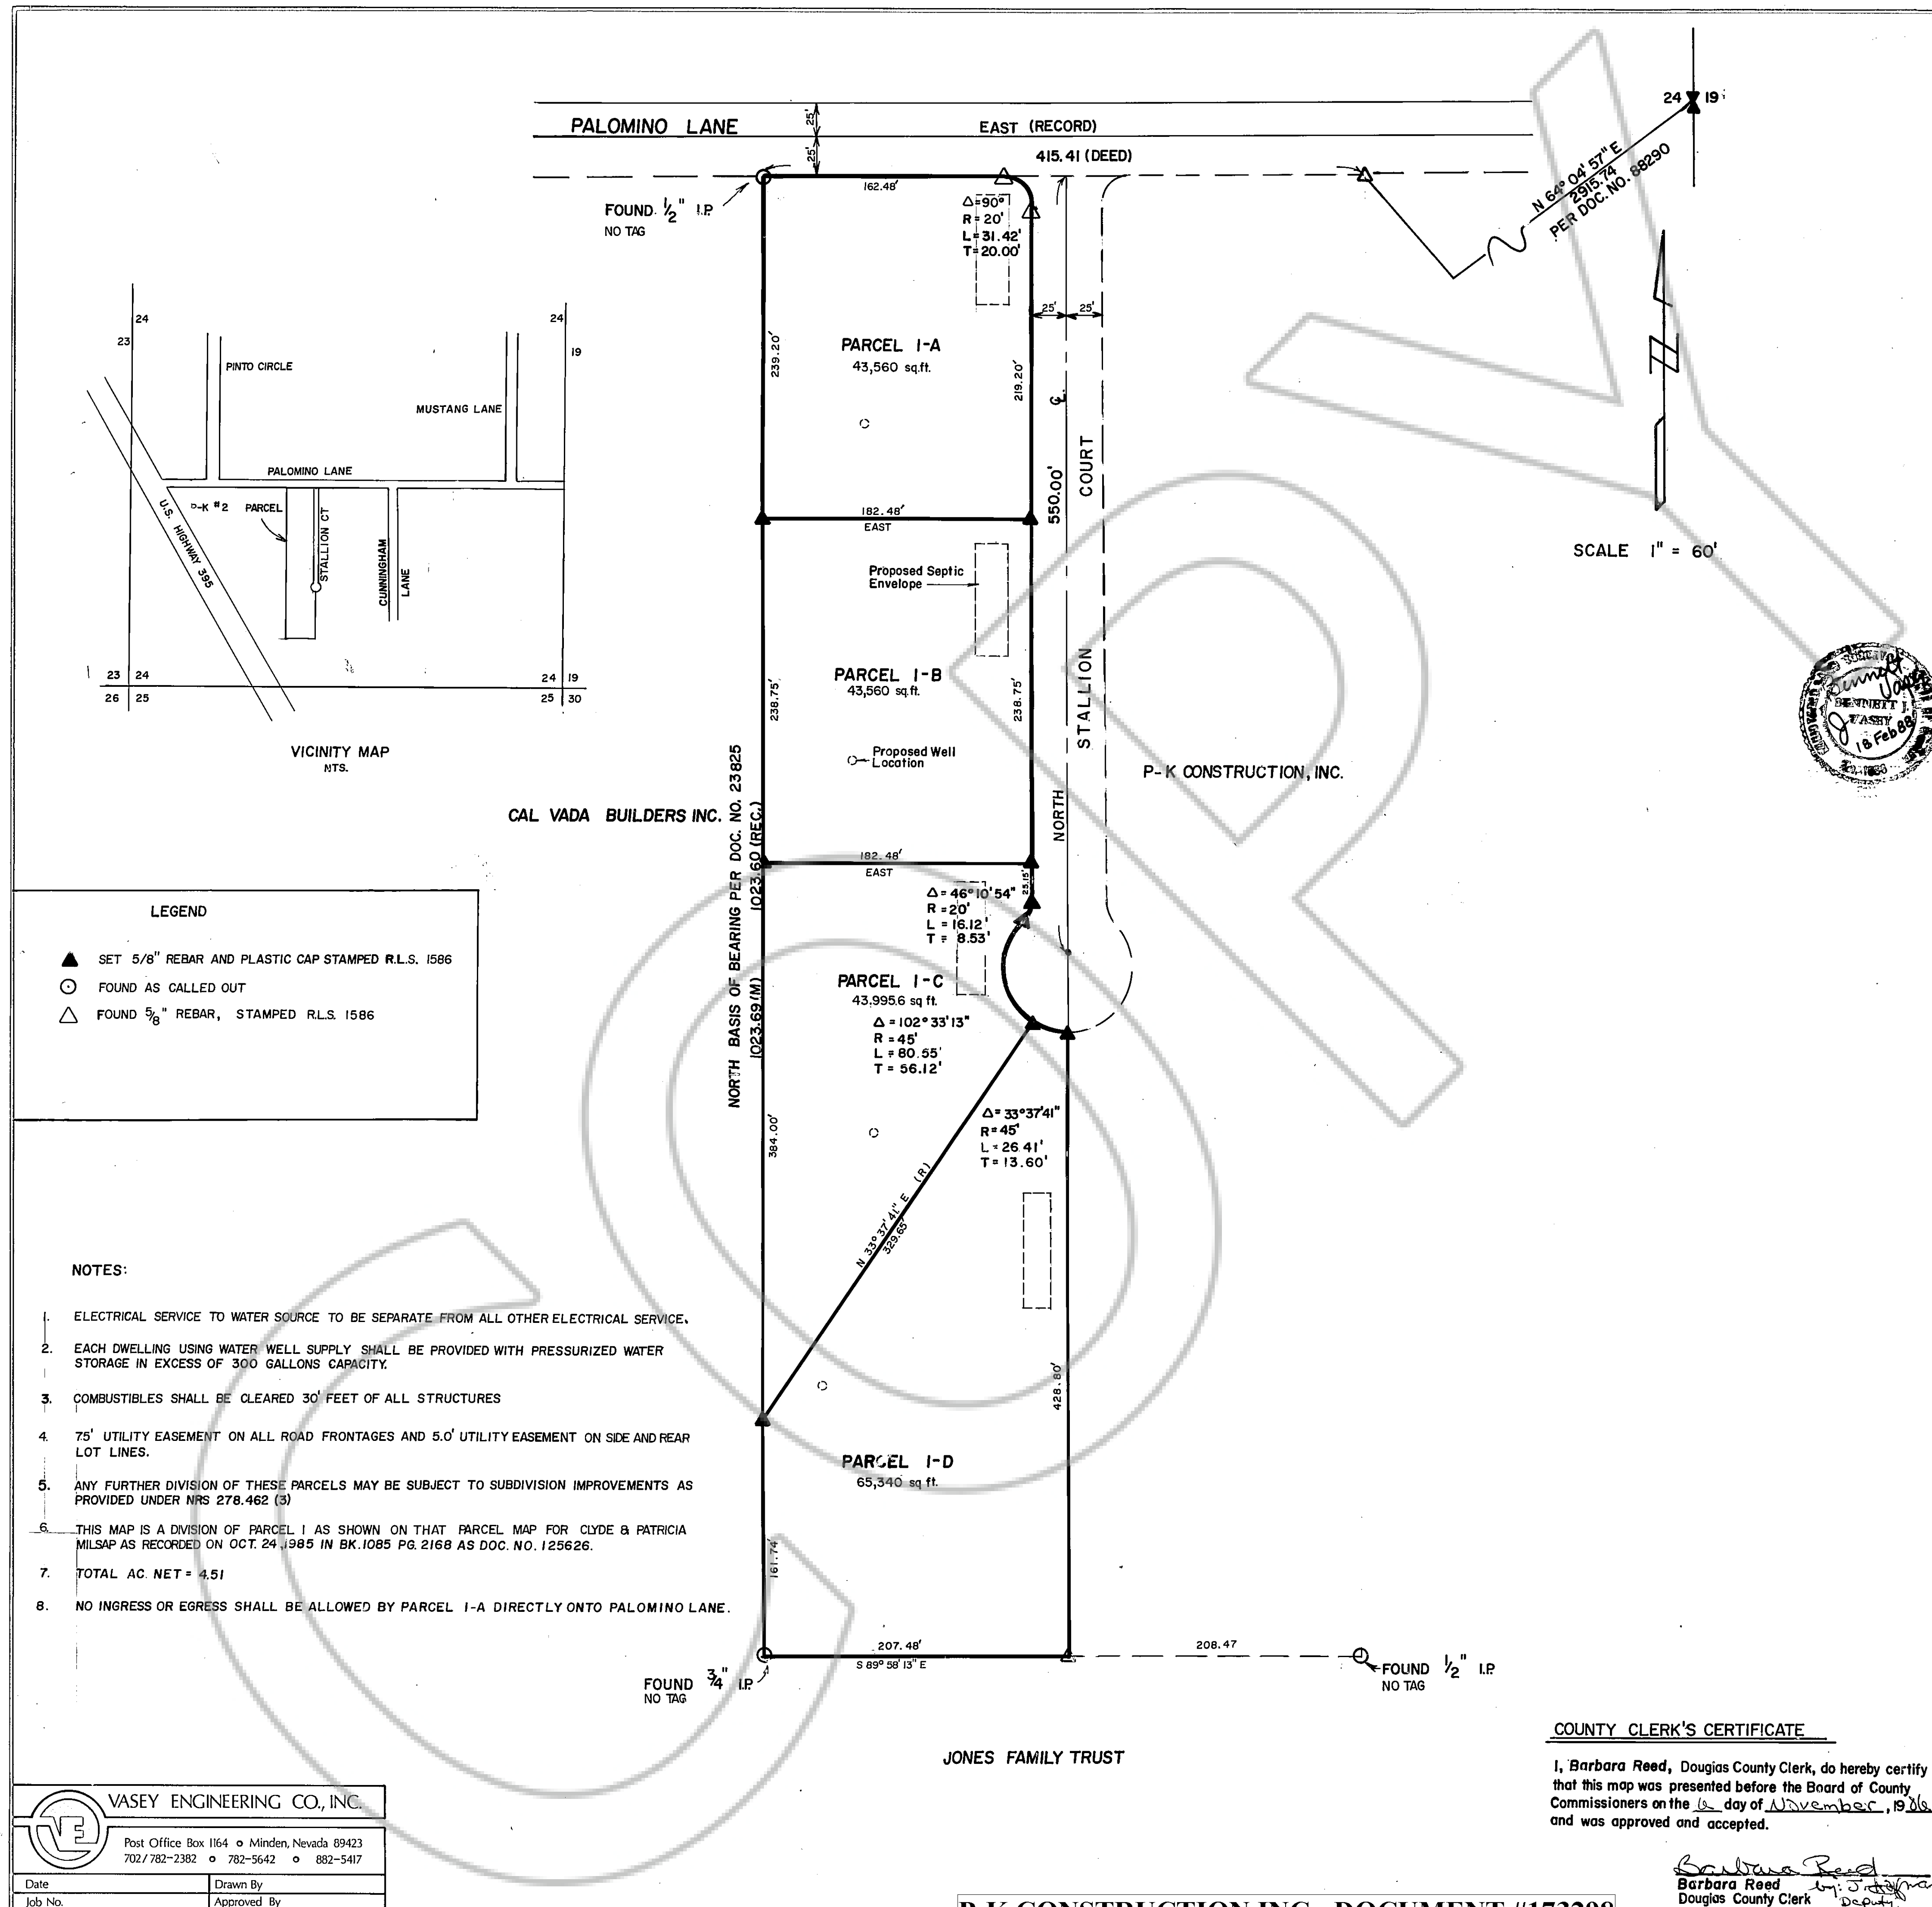 PALOMINO LANE
25'
25'
EAST (RECORD)
415.41 (DEED)
24 19
N 64° 04' 57" E
2915.74
PER DOC. NO. 88290
FOUND 1/2" I.P.
NO TAG
162.48'
Δ=90°
R = 20'
L=31.42'
T=20.00'
25' 25'
239.20'
PARCEL 1-A
43,560 sq.ft.
219.20'
550.00'
℄
STALLION COURT
NORTH
182.48'
EAST
SCALE 1" = 60'
Proposed Septic
Envelope
PARCEL 1-B
43,560 sq.ft.
238.75'
238.75'
Proposed Well
Location
P-K CONSTRUCTION, INC.
CAL VADA BUILDERS INC.
NORTH BASIS OF BEARING PER DOC. NO. 23825
1023.69 (M) 1023.60 (REC.)
182.48'
EAST
25.15'
Δ = 46°10'54"
R = 20'
L = 16.12'
T = 8.53'
PARCEL 1-C
43,995.6 sq ft.
Δ = 102°33'13"
R = 45'
L = 80.55'
T = 56.12'
384.00'
Δ= 33°37'41"
R=45'
L = 26.41'
T = 13.60'
N 33°37'41" E (R)
329.65'
428.80'
PARCEL 1-D
65,340 sq ft.
161.74'
207.48'
S 89° 58' 13" E
208.47
FOUND 3/4" I.P.
NO TAG
FOUND 1/2" I.P.
NO TAG
JONES FAMILY TRUST
24
23
24
19
PINTO CIRCLE
MUSTANG LANE
PALOMINO LANE
P-K #2 PARCEL
U.S. HIGHWAY 395
STALLION CT
CUNNINGHAM
LANE
23 24
26 25
24 19
25 30
VICINITY MAP
NTS.
LEGEND
SET 5/8" REBAR AND PLASTIC CAP STAMPED R.L.S. 1586
FOUND AS CALLED OUT
FOUND 5/8" REBAR, STAMPED R.L.S. 1586
NOTES:
1. ELECTRICAL SERVICE TO WATER SOURCE TO BE SEPARATE FROM ALL OTHER ELECTRICAL SERVICE.
2. EACH DWELLING USING WATER WELL SUPPLY SHALL BE PROVIDED WITH PRESSURIZED WATER
STORAGE IN EXCESS OF 300 GALLONS CAPACITY.
3. COMBUSTIBLES SHALL BE CLEARED 30' FEET OF ALL STRUCTURES
4. 7.5' UTILITY EASEMENT ON ALL ROAD FRONTAGES AND 5.0' UTILITY EASEMENT ON SIDE AND REAR
LOT LINES.
5. ANY FURTHER DIVISION OF THESE PARCELS MAY BE SUBJECT TO SUBDIVISION IMPROVEMENTS AS
PROVIDED UNDER NRS 278.462 (3)
6. THIS MAP IS A DIVISION OF PARCEL 1 AS SHOWN ON THAT PARCEL MAP FOR CLYDE & PATRICIA
MILSAP AS RECORDED ON OCT. 24, 1985 IN BK. 1085 PG. 2168 AS DOC. NO. 125626.
7. TOTAL AC. NET = 4.51
8. NO INGRESS OR EGRESS SHALL BE ALLOWED BY PARCEL 1-A DIRECTLY ONTO PALOMINO LANE.
Bennett
Vasey
BENNETT J.
VASEY
18 Feb 88
COPY
VASEY ENGINEERING CO., INC.
VE
Post Office Box 1164 o Minden, Nevada 89423
702/782-2382 o 782-5642 o 882-5417
Date
Drawn By
Job No.
Approved By
COUNTY CLERK'S CERTIFICATE
I, Barbara Reed, Douglas County Clerk, do hereby certify
that this map was presented before the Board of County
Commissioners on the 6 day of November, 1986
and was approved and accepted.
Barbara Reed
Barbara Reed by:
Douglas County Clerk Deputy
P-K CONSTRUCTION INC. DOCUMENT #173298